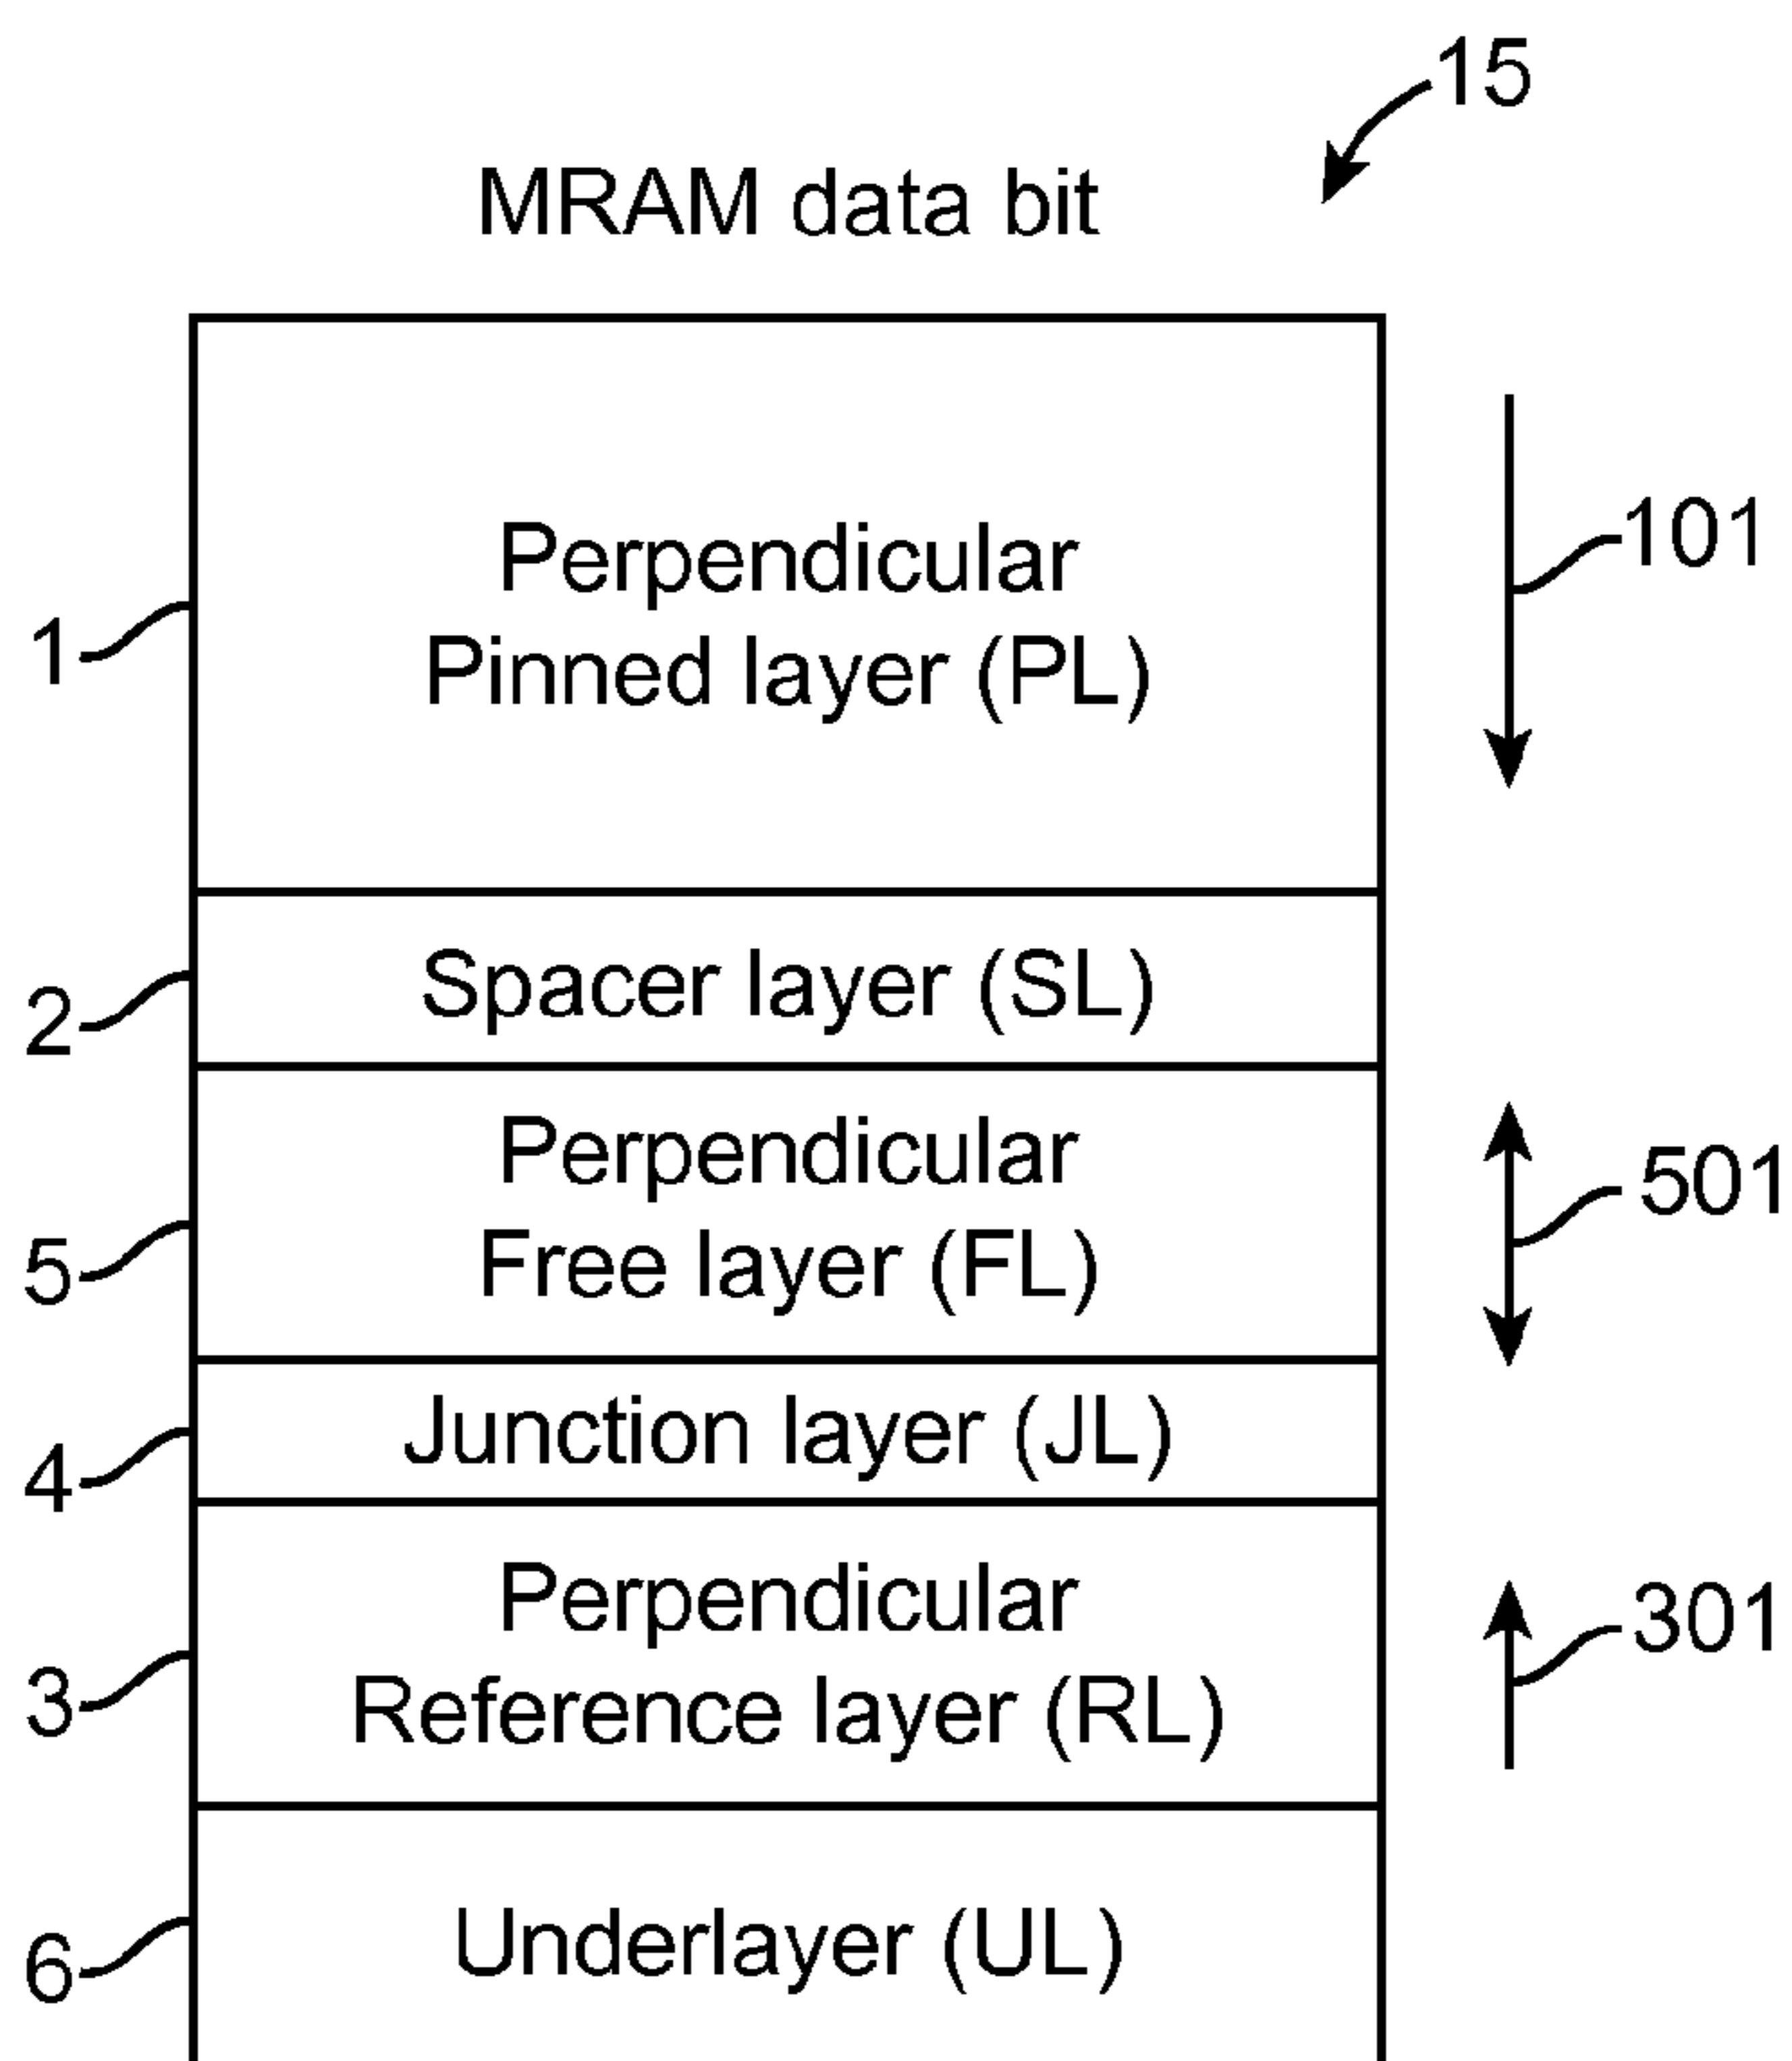 15
MRAM data bit
101
Perpendicular
1
Pinned layer (PL)
2
Spacer layer (SL)
Perpendicular
501
5
Free layer (FL)
4
Junction layer (JL)
Perpendicular
301
3
Reference layer (RL)
6
Underlayer (UL)